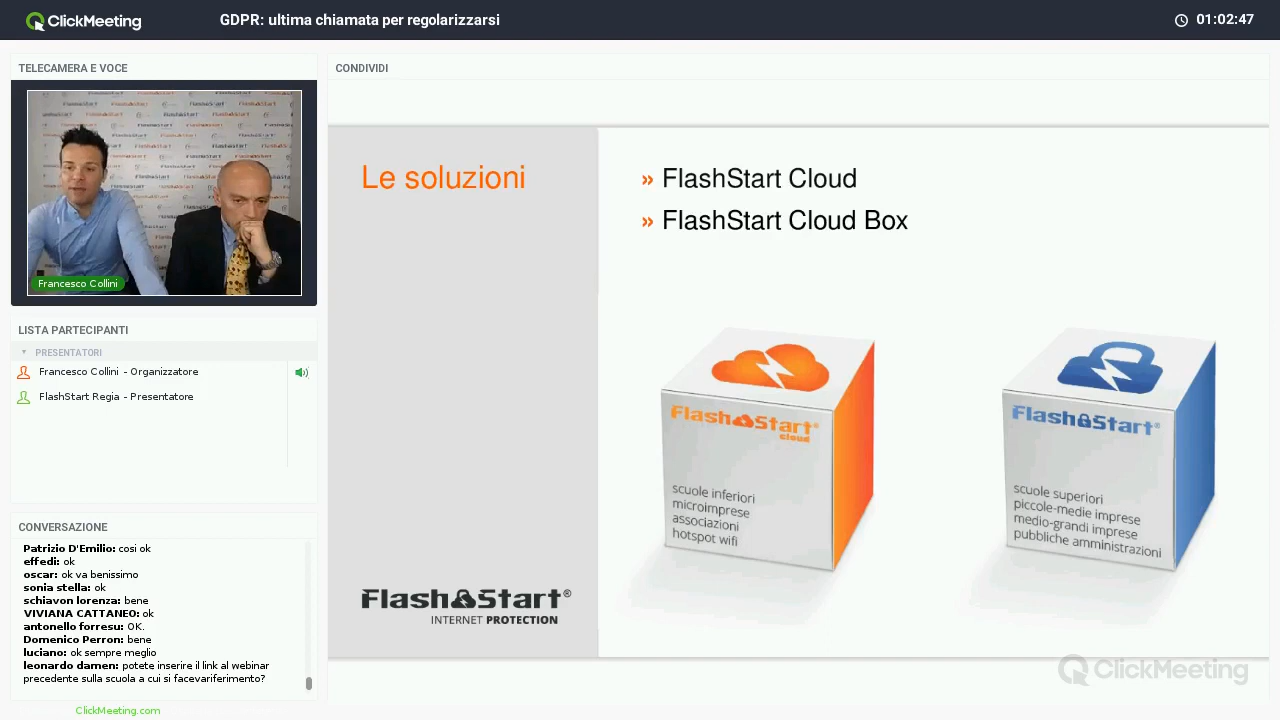 ClickMeeting
GDPR: ultima chiamata per regolarizzarsi
01:02:47
TELECAMERA E VOCE
Francesco Collini
LISTA PARTECIPANTI
PRESENTATORI
Francesco Collini - Organizzatore
FlashStart Regia - Presentatore
CONVERSAZIONE
Patrizio D'Emilio: cosi ok
effedi: ok
oscar: ok va benissimo
sonia stella: ok
schiavon lorenza: bene
VIVIANA CATTANEO: ok
antonello forresu: OK.
Domenico Perron: bene
luciano: ok sempre meglio
leonardo damen: potete inserire il link al webinar
precedente sulla scuola a cui si facevariferimento?
ClickMeeting.com
CONDIVIDI
Le soluzioni
» FlashStart Cloud
» FlashStart Cloud Box
FlashStart®
cloud
scuole inferiori
microimprese
associazioni
hotspot wifi
FlashStart®
scuole superiori
piccole-medie imprese
medio-grandi imprese
pubbliche amministrazioni
FlashStart®
INTERNET PROTECTION
ClickMeeting